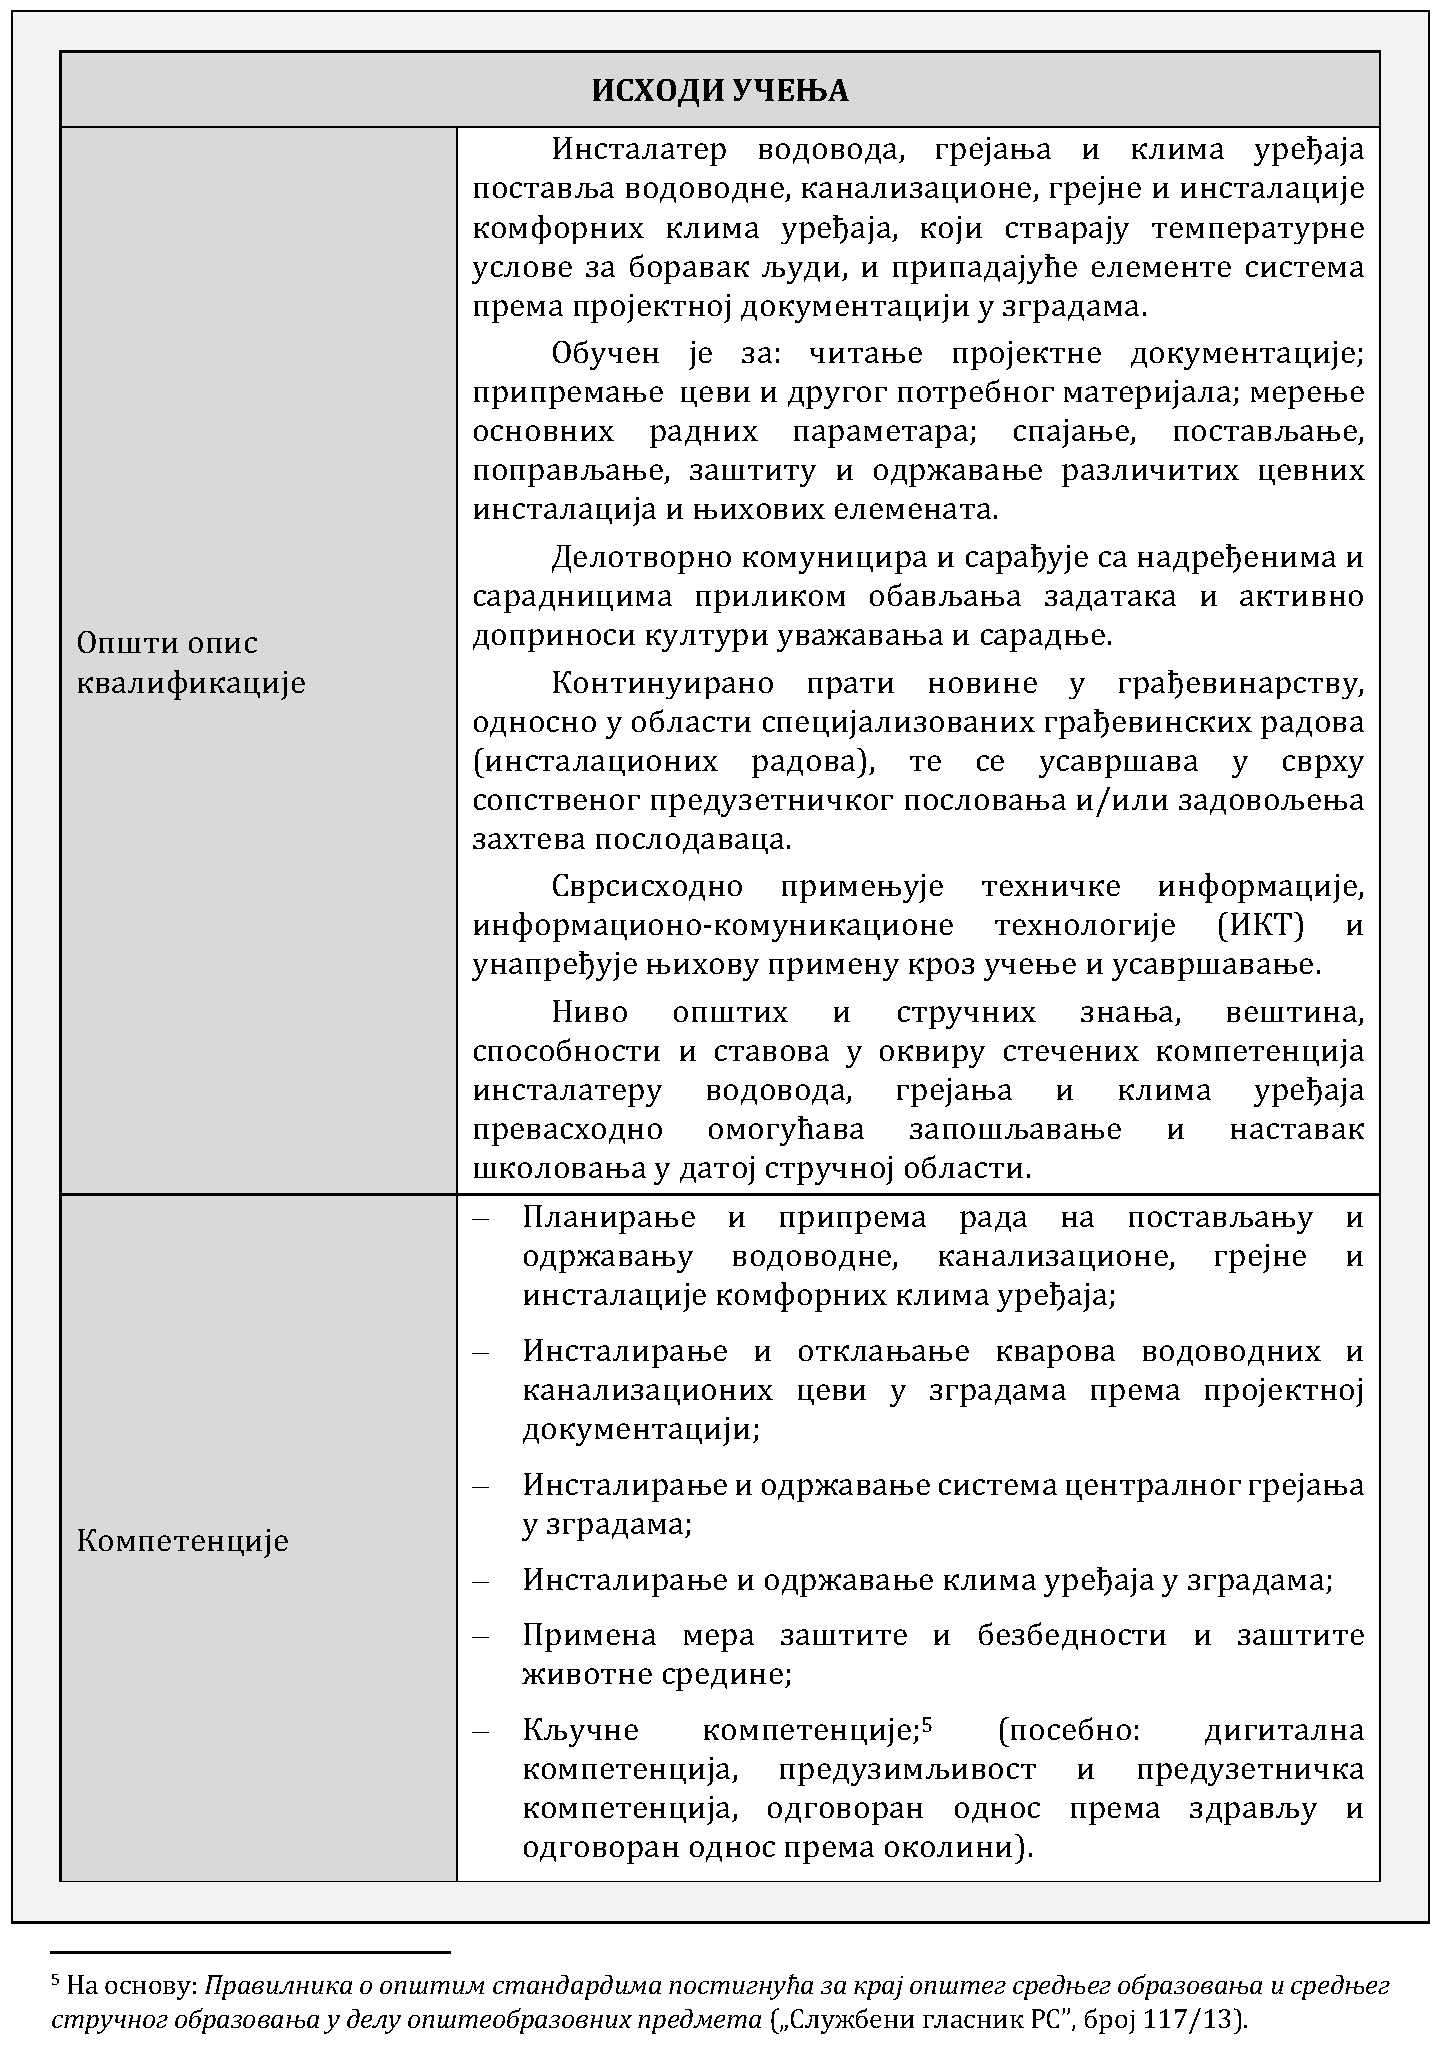 ИСХОДИ УЧЕЊА
Општи опис
квалификације
Инсталатер водовода, грејања и клима уређаја
поставља водоводне, канализационе, грејне и инсталације
комфорних клима уређаја, који стварају температурне
услове за боравак људи, и припадајуће елементе система
према пројектној документацији у зградама.
Обучен је за: читање пројектне документације;
припремање цеви и другог потребног материјала; мерење
основних радних параметара; спајање, постављање,
поправљање, заштиту и одржавање различитих цевних
инсталација и њихових елемената.
Делотворно комуницира и сарађује са надређенима и
сарадницима приликом обављања задатака и активно
доприноси култури уважавања и сарадње.
Континуирано прати новине у грађевинарству,
односно у области специјализованих грађевинских радова
(инсталационих радова), те се усавршава у сврху
сопственог предузетничког пословања и/или задовољења
захтева послодаваца.
Сврсисходно примењује техничке информације,
информационо-комуникационе технологије (ИКТ) и
унапређује њихову примену кроз учење и усавршавање.
Ниво општих и стручних знања, вештина,
способности и ставова у оквиру стечених компетенција
инсталатеру водовода, грејања и клима уређаја
превасходно омогућава запошљавање и наставак
школовања у датој стручној области.
Компетенције
– Планирање и припрема рада на постављању и
одржавању водоводне, канализационе, грејне и
инсталације комфорних клима уређаја;
– Инсталирање и отклањање кварова водоводних и
канализационих цеви у зградама према пројектној
документацији;
– Инсталирање и одржавање система централног грејања
у зградама;
– Инсталирање и одржавање клима уређаја у зградама;
– Примена мера заштите и безбедности и заштите
животне средине;
– Кључне компетенције;⁵ (посебно: дигитална
компетенција, предузимљивост и предузетничка
компетенција, одговоран однос према здрављу и
одговоран однос према околини).
⁵ На основу: Правилника о општим стандардима постигнућа за крај општег средњег образовања и средњег
стручног образовања у делу општеобразовних предмета („Службени гласник РС”, број 117/13).